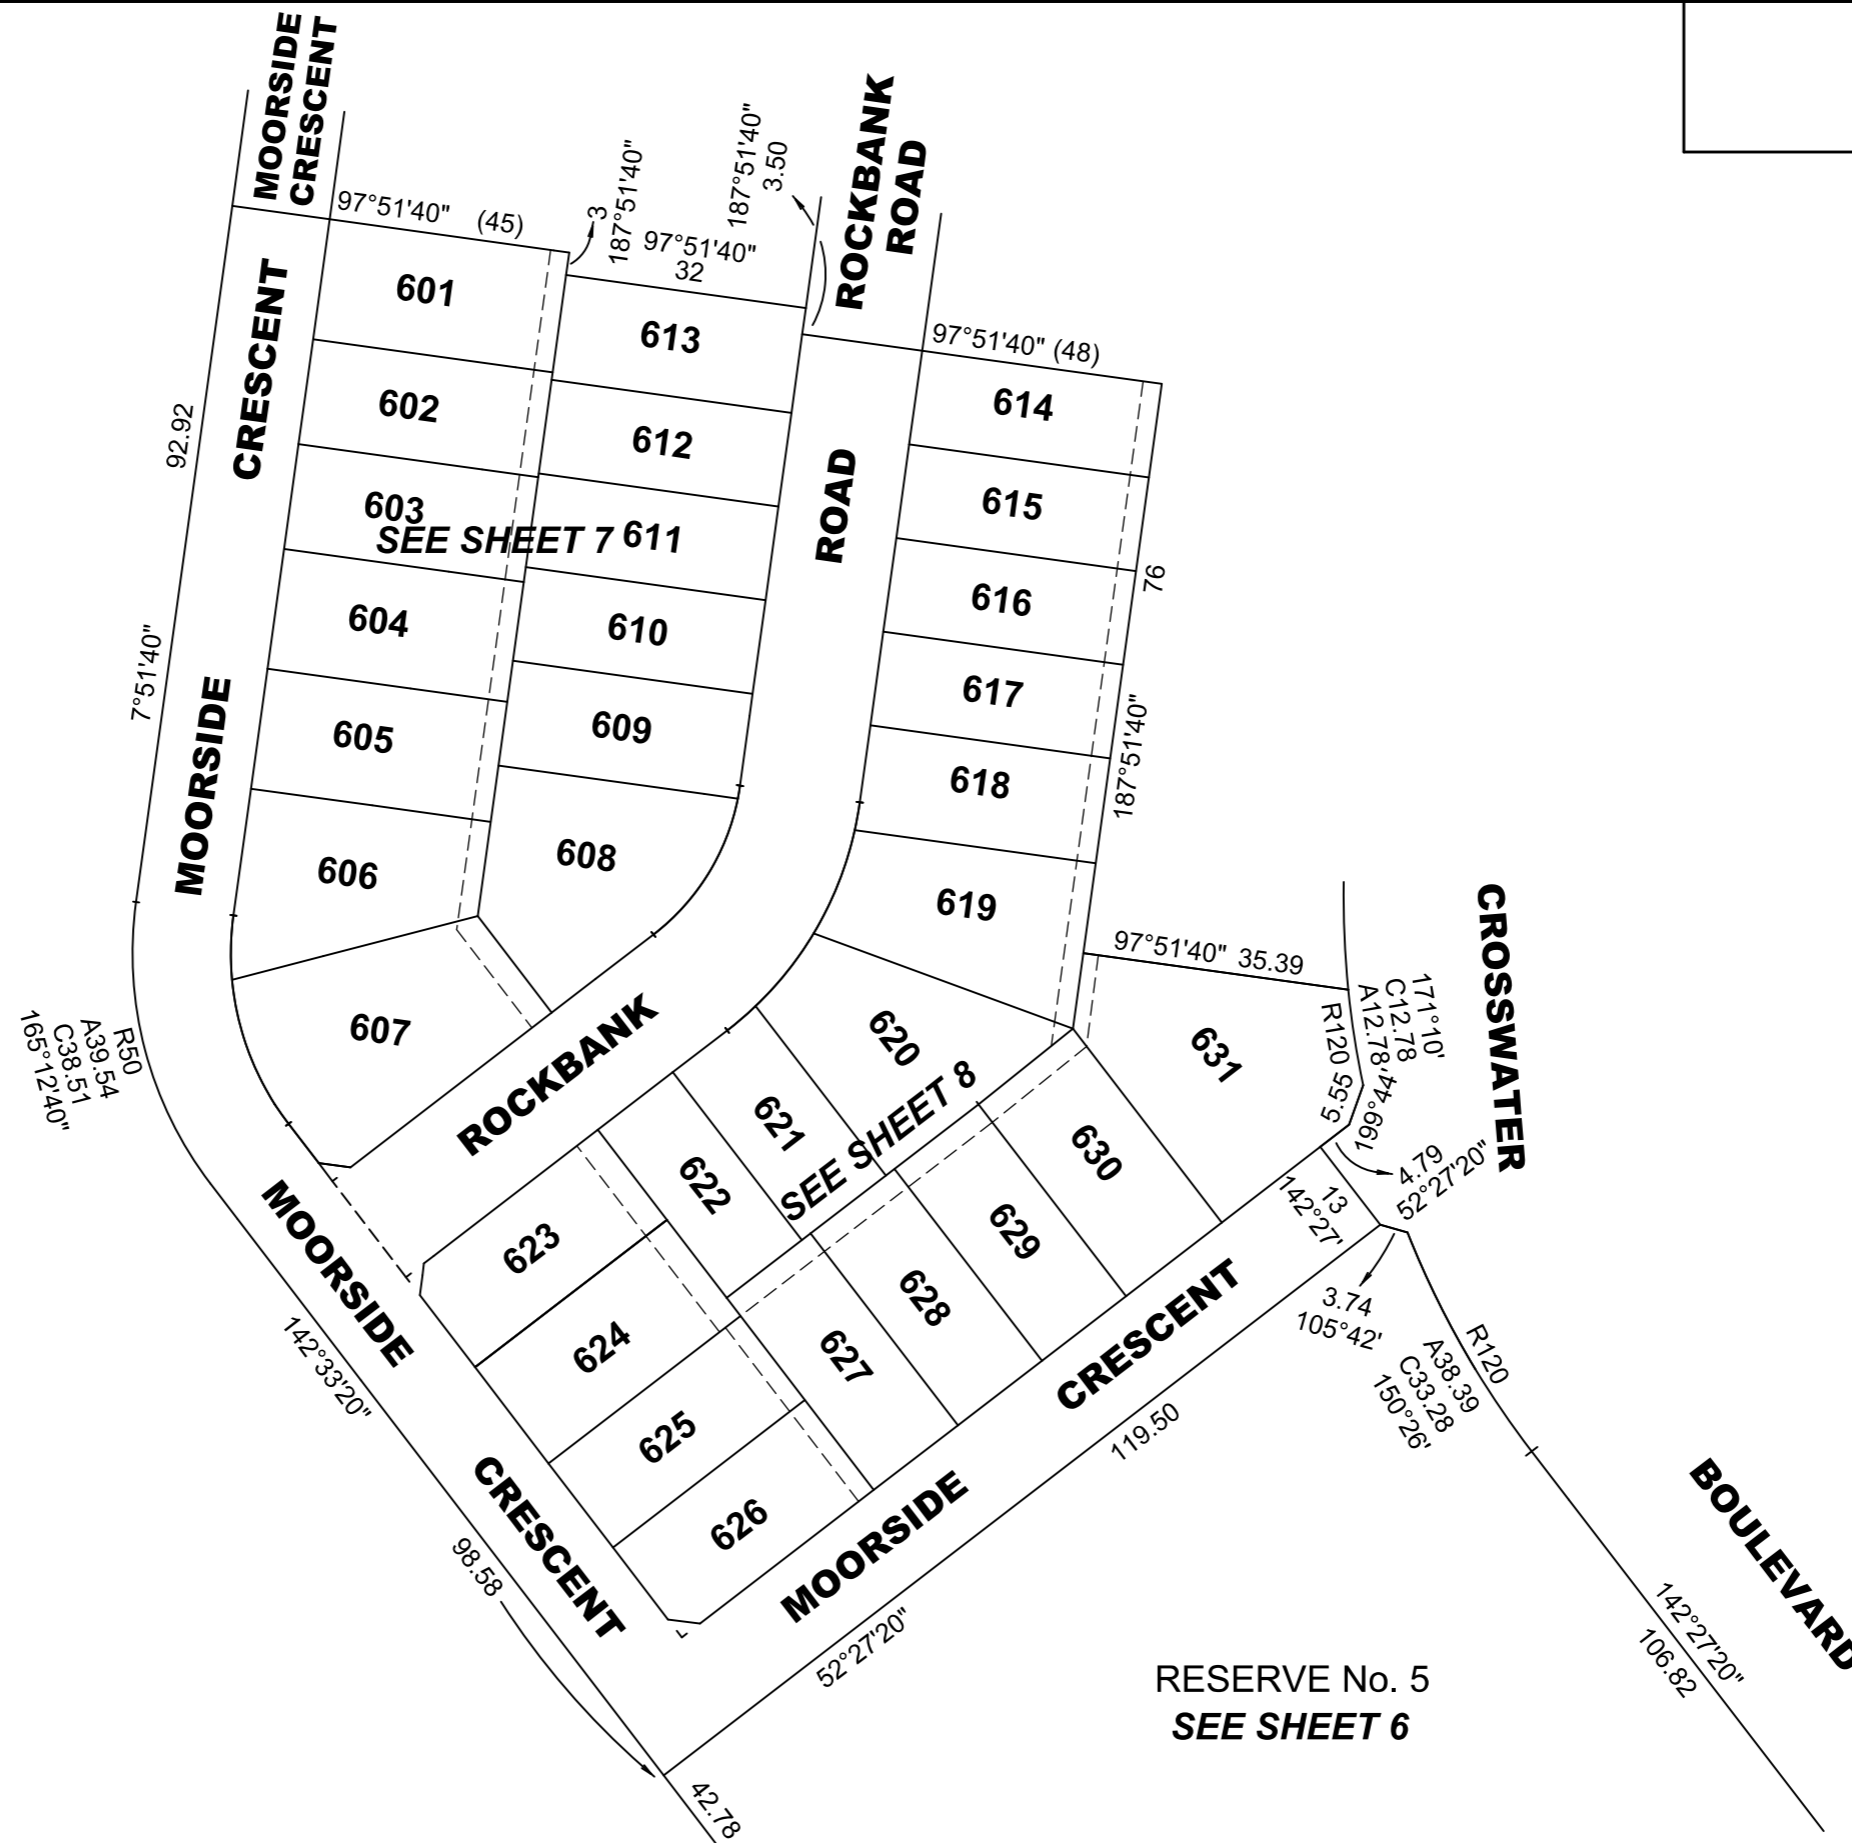 MOORSIDE
CRESCENT
ROCKBANK
ROAD
97°51'40" (45)
3
187°51'40"
187°51'40"
3.50
97°51'40"
32
97°51'40" (48)
601
602
603
604
605
606
607
613
612
611
610
609
608
SEE SHEET 7
614
615
616
617
618
619
76
187°51'40"
CRESCENT
MOORSIDE
ROAD
ROCKBANK
92.92
7°51'40"
R50
A39.54
C38.51
165°12'40"
97°51'40" 35.39
171°10'
C12.78
A12.78
R120
5.55
199°44'
CROSSWATER
620
621
622
623
624
625
626
627
628
629
630
631
SEE SHEET 8
4.79
52°27'20"
13
142°27'
3.74
105°42'
R120
A38.39
C33.28
150°26'
MOORSIDE
CRESCENT
142°33'20"
98.58
42.78
MOORSIDE
CRESCENT
119.50
52°27'20"
BOULEVARD
142°27'20"
106.82
RESERVE No. 5
SEE SHEET 6